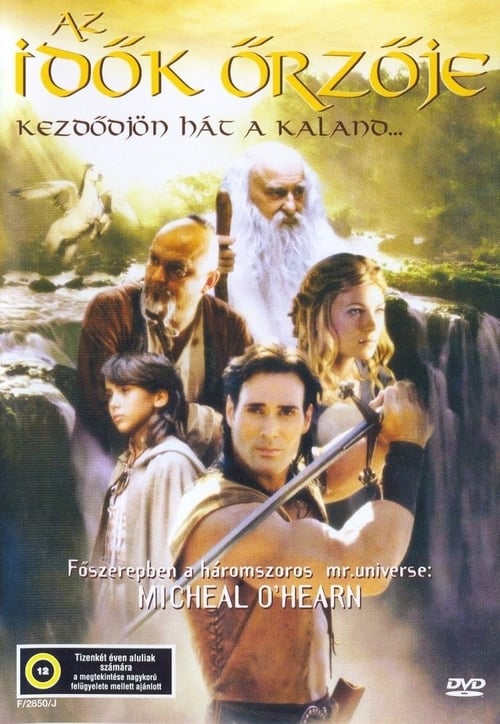 Az
idők őrzője
kezdődjön hát a kaland...
Főszerepben a háromszoros mr.universe:
MICHEAL O'HEARN
12
Tizenkét éven aluliak
számára
a megtekintése nagykorú
felügyelete mellett ajánlott
F/2850/J
DVD